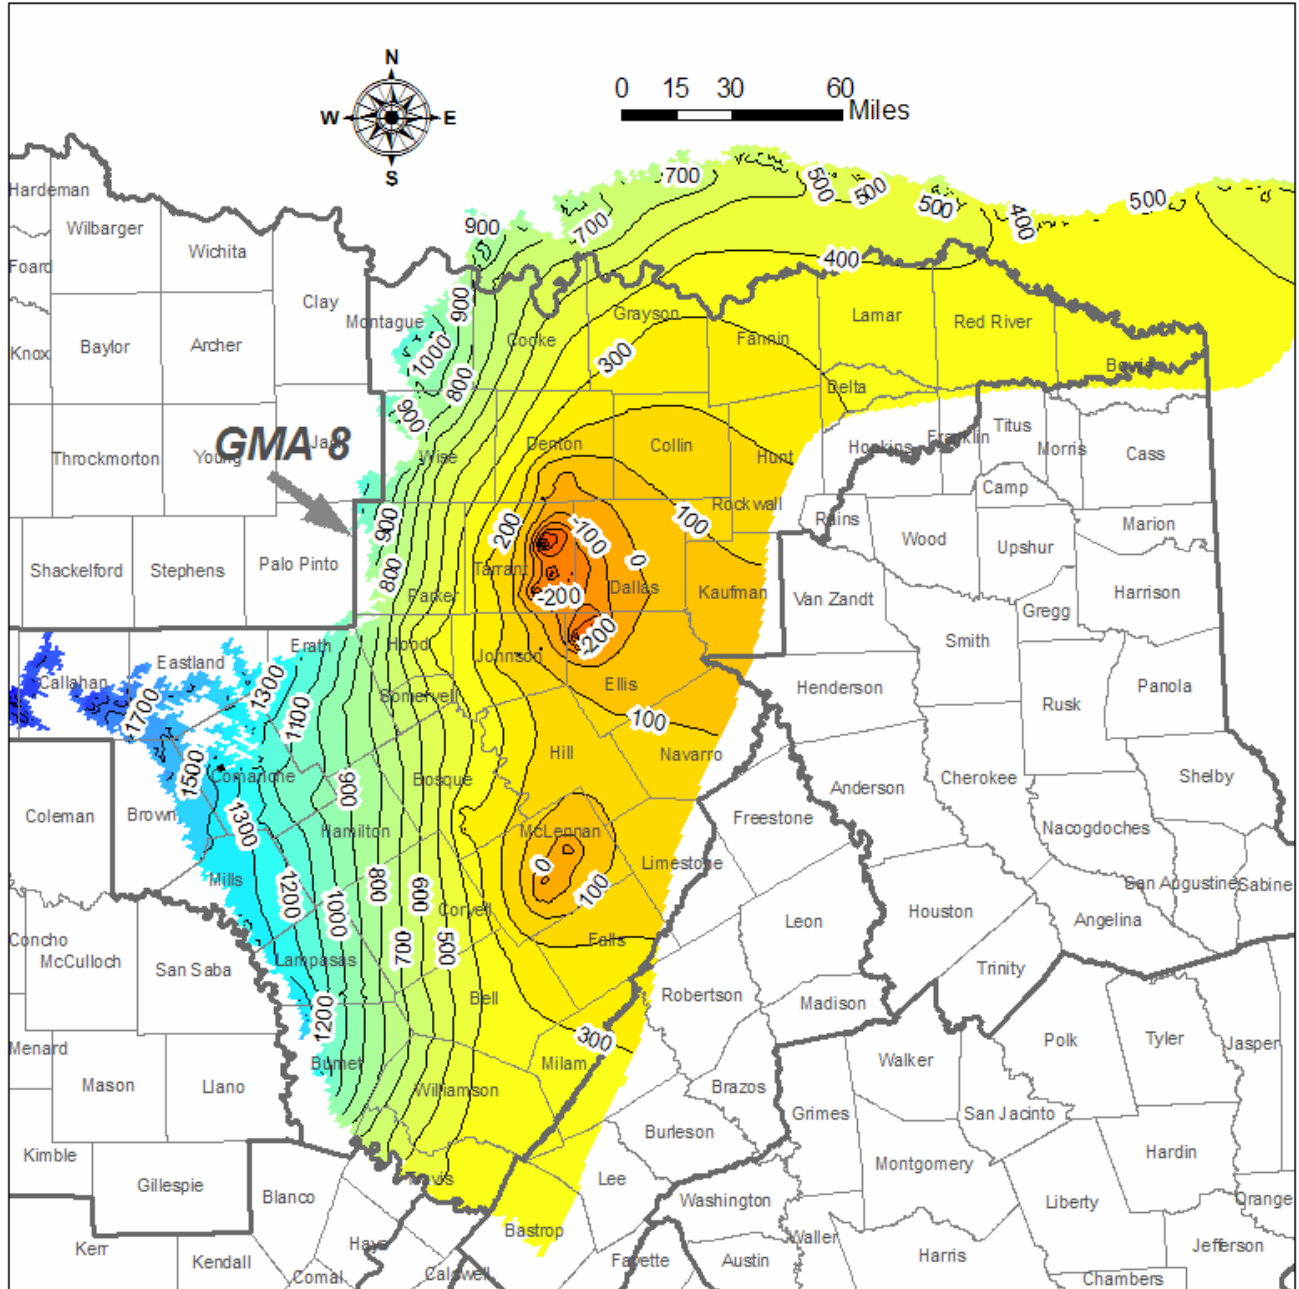 N
W E
S
0 15 30 60
Miles
700
500
500
500
400
500
Hardeman
Wilbarger
Wichita
900
700
400
Foard
Clay
Montague
900
Grayson
Lamar
Red River
Knox
Baylor
Archer
1000
Cooke
300
Fannin
800
Delta
Bowie
900
GMA 8
Throckmorton
Young
Wise
Denton
Collin
Hunt
Hopkins
Franklin
Titus
Morris
Cass
Camp
900
200
-100
100
Rockwall
Rains
Wood
Upshur
Marion
Shackelford
Stephens
Palo Pinto
800
Parker
Tarrant
-200
0
Dallas
Kaufman
Van Zandt
Gregg
Harrison
Smith
Callahan
Eastland
Erath
Hood
Johnson
-200
Ellis
Henderson
Rusk
Panola
1700
1300
1100
Somervell
100
Hill
Navarro
Shelby
1500
Comanche
900
Bosque
Anderson
Cherokee
Coleman
Brown
1300
Hamilton
McLennan
Freestone
Nacogdoches
Mills
1200
1000
800
600
0
100
Limestone
San Augustine
Sabine
Coryell
Houston
Angelina
Concho
McCulloch
San Saba
Lampasas
700
500
Falls
Leon
Trinity
1200
Bell
Robertson
Madison
Menard
Mason
Llano
Burnet
Williamson
300
Milam
Brazos
Walker
Polk
Tyler
Jasper
Grimes
San Jacinto
Kimble
Gillespie
Blanco
Travis
Burleson
Lee
Washington
Montgomery
Liberty
Hardin
Orange
Kerr
Kendall
Hays
Comal
Bastrop
Fayette
Austin
Waller
Harris
Jefferson
Chambers